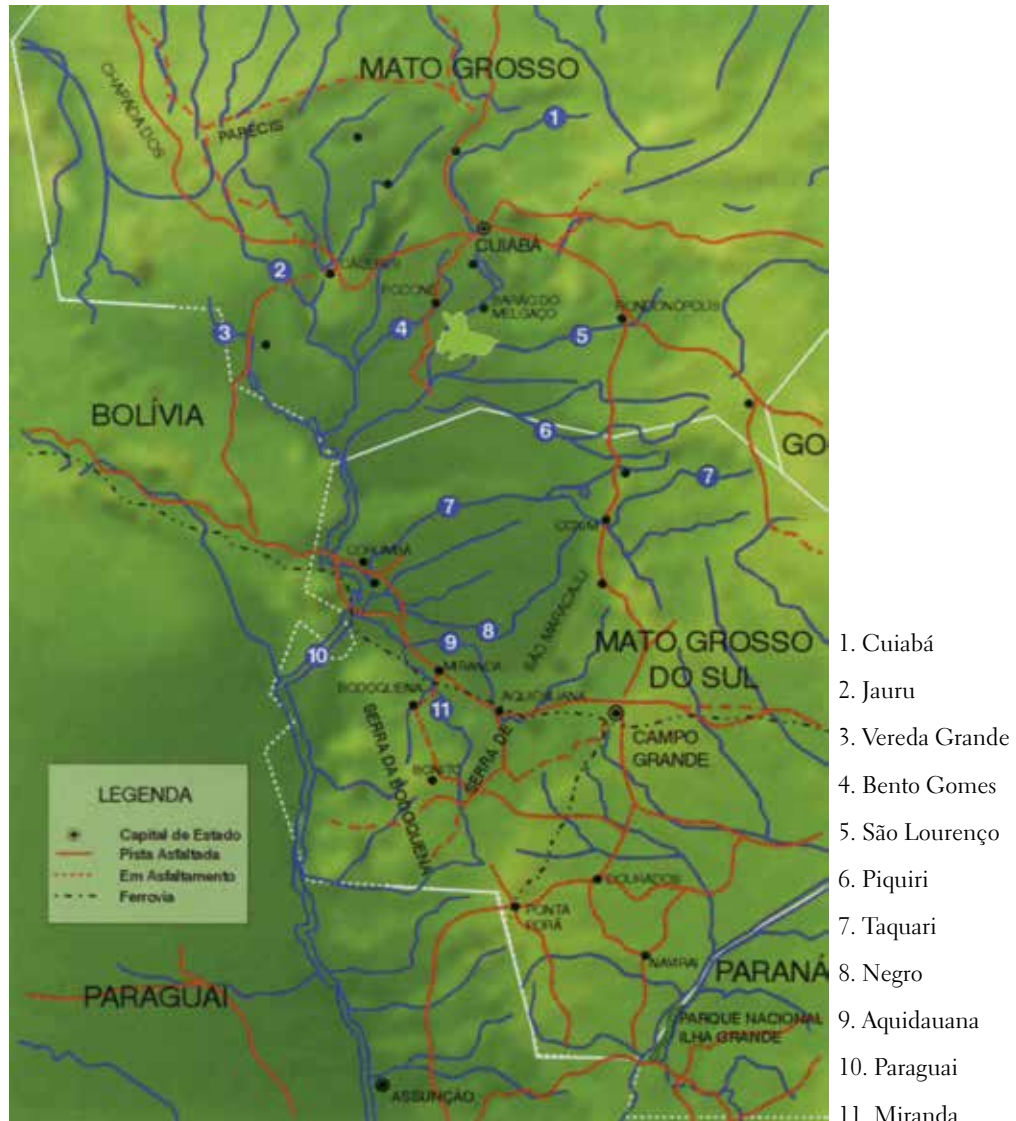 MATO GROSSO
CHAPADA DOS
PARECIS
1
CUIABÁ
2
CÁCERES
POCONÉ
BARÃO DO
MELGAÇO
RONDONÓPOLIS
3
4
5
BOLÍVIA
6
GO
7
7
COXIM
CORUMBÁ
SÃO MARACAJU
8
9
MATO GROSSO
DO SUL
10
MIRANDA
BODOQUENA
11
AQUIDAUANA
SERRA DE
SERRA DA BODOQUENA
CAMPO
GRANDE
BONITO
LEGENDA
Capital de Estado
Pista Asfaltada
Em Asfaltamento
Ferrovia
DOURADOS
PONTA
PORÃ
NAVIRAI
PARANÁ
PARAGUAI
PARQUE NACIONAL
ILHA GRANDE
ASSUNÇÃO
1. Cuiabá
2. Jauru
3. Vereda Grande
4. Bento Gomes
5. São Lourenço
6. Piquiri
7. Taquari
8. Negro
9. Aquidauana
10. Paraguai
11. Miranda